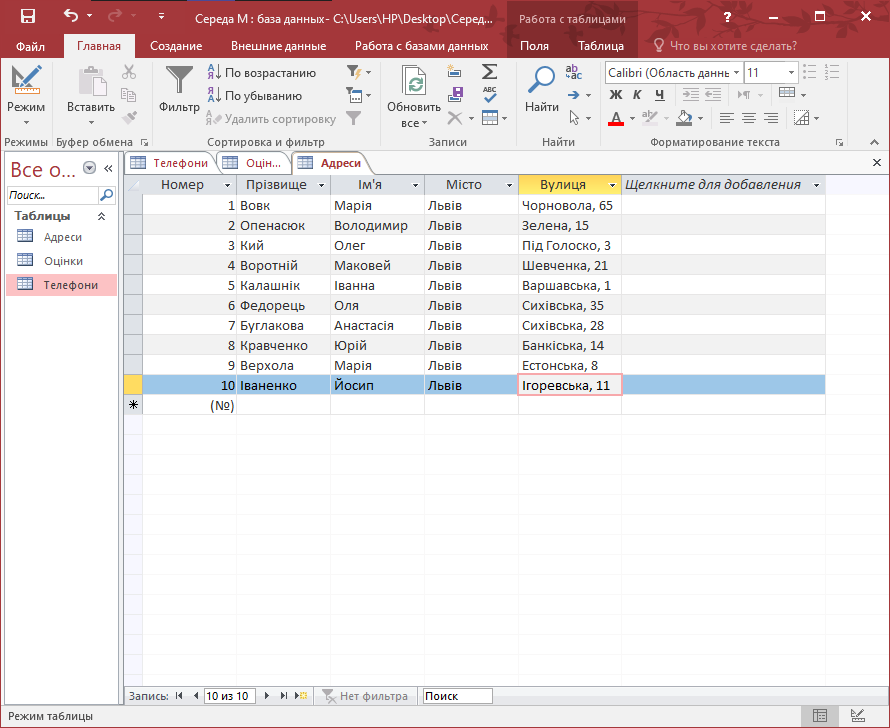 Середа М : база данных- C:\Users\HP\Desktop\Серед...
Работа с таблицами
?
Файл Главная Создание Внешние данные Работа с базами данных Поля Таблица Что вы хотите сделать?
Режим
Вставить
Фильтр
По возрастанию
По убыванию
Удалить сортировку
Обновить все
Найти
Calibri (Область данны 11
Ж К Ч
Режимы Буфер обмена Сортировка и фильтр Записи Найти Форматирование текста
Все о... «
Поиск...
Таблицы
Адреси
Оцінки
Телефони
Телефони Оцін... Адреси
Номер Прізвище Ім'я Місто Вулиця Щелкните для добавления
1 Вовк Марія Львів Чорновола, 65
2 Опенасюк Володимир Львів Зелена, 15
3 Кий Олег Львів Під Голоско, 3
4 Воротній Маковей Львів Шевченка, 21
5 Калашнік Іванна Львів Варшавська, 1
6 Федорець Оля Львів Сихівська, 35
7 Буглакова Анастасія Львів Сихівська, 28
8 Кравченко Юрій Львів Банкіська, 14
9 Верхола Марія Львів Естонська, 8
10 Іваненко Йосип Львів Ігоревська, 11
(№)
Запись: 10 из 10 Нет фильтра Поиск
Режим таблицы